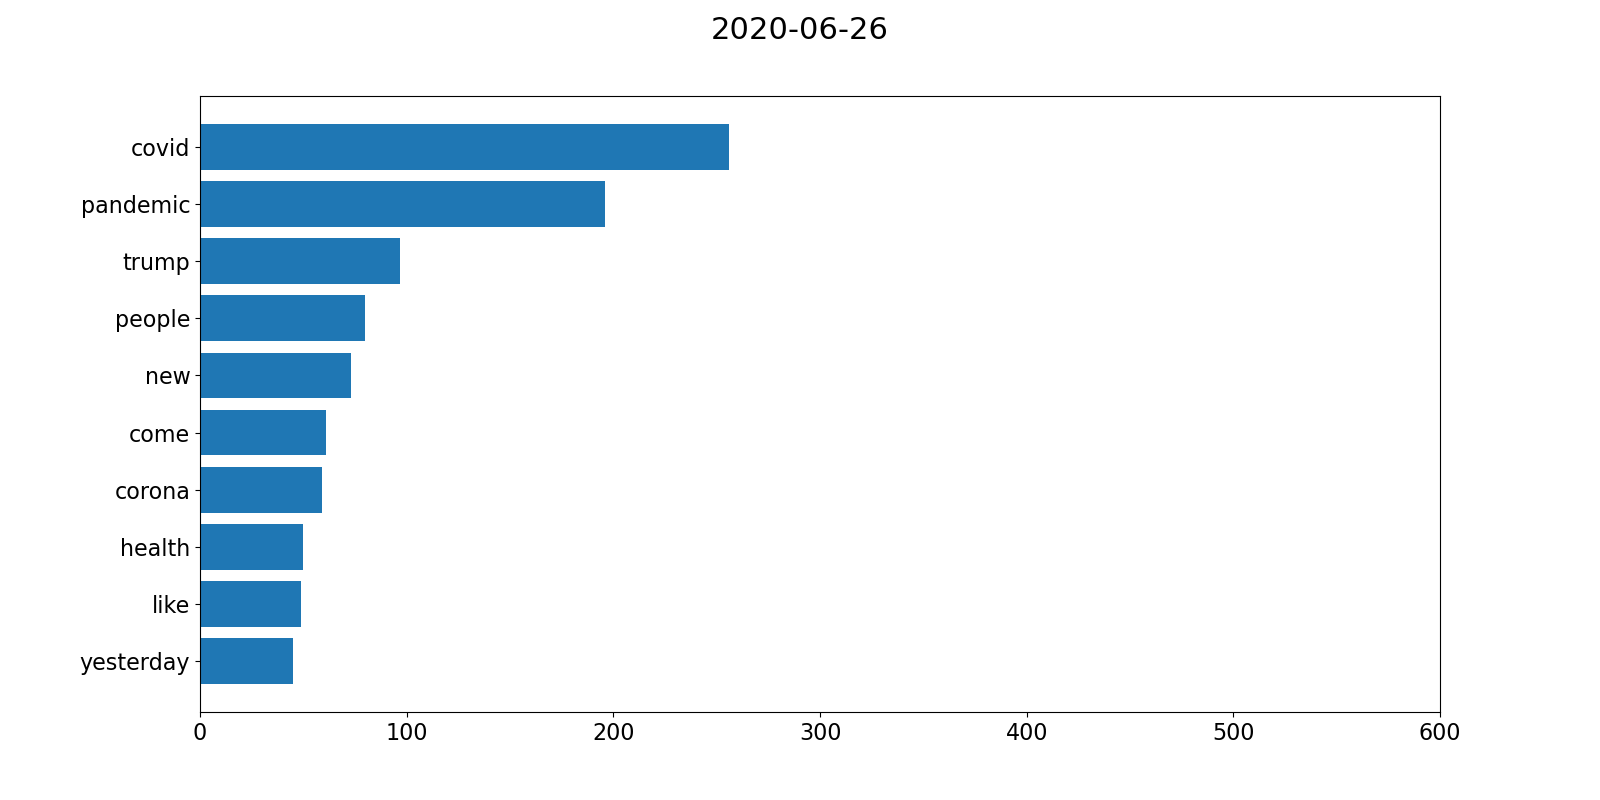 2020-06-26
covid
pandemic
trump
people
new
come
corona
health
like
yesterday
0 100 200 300 400 500 600